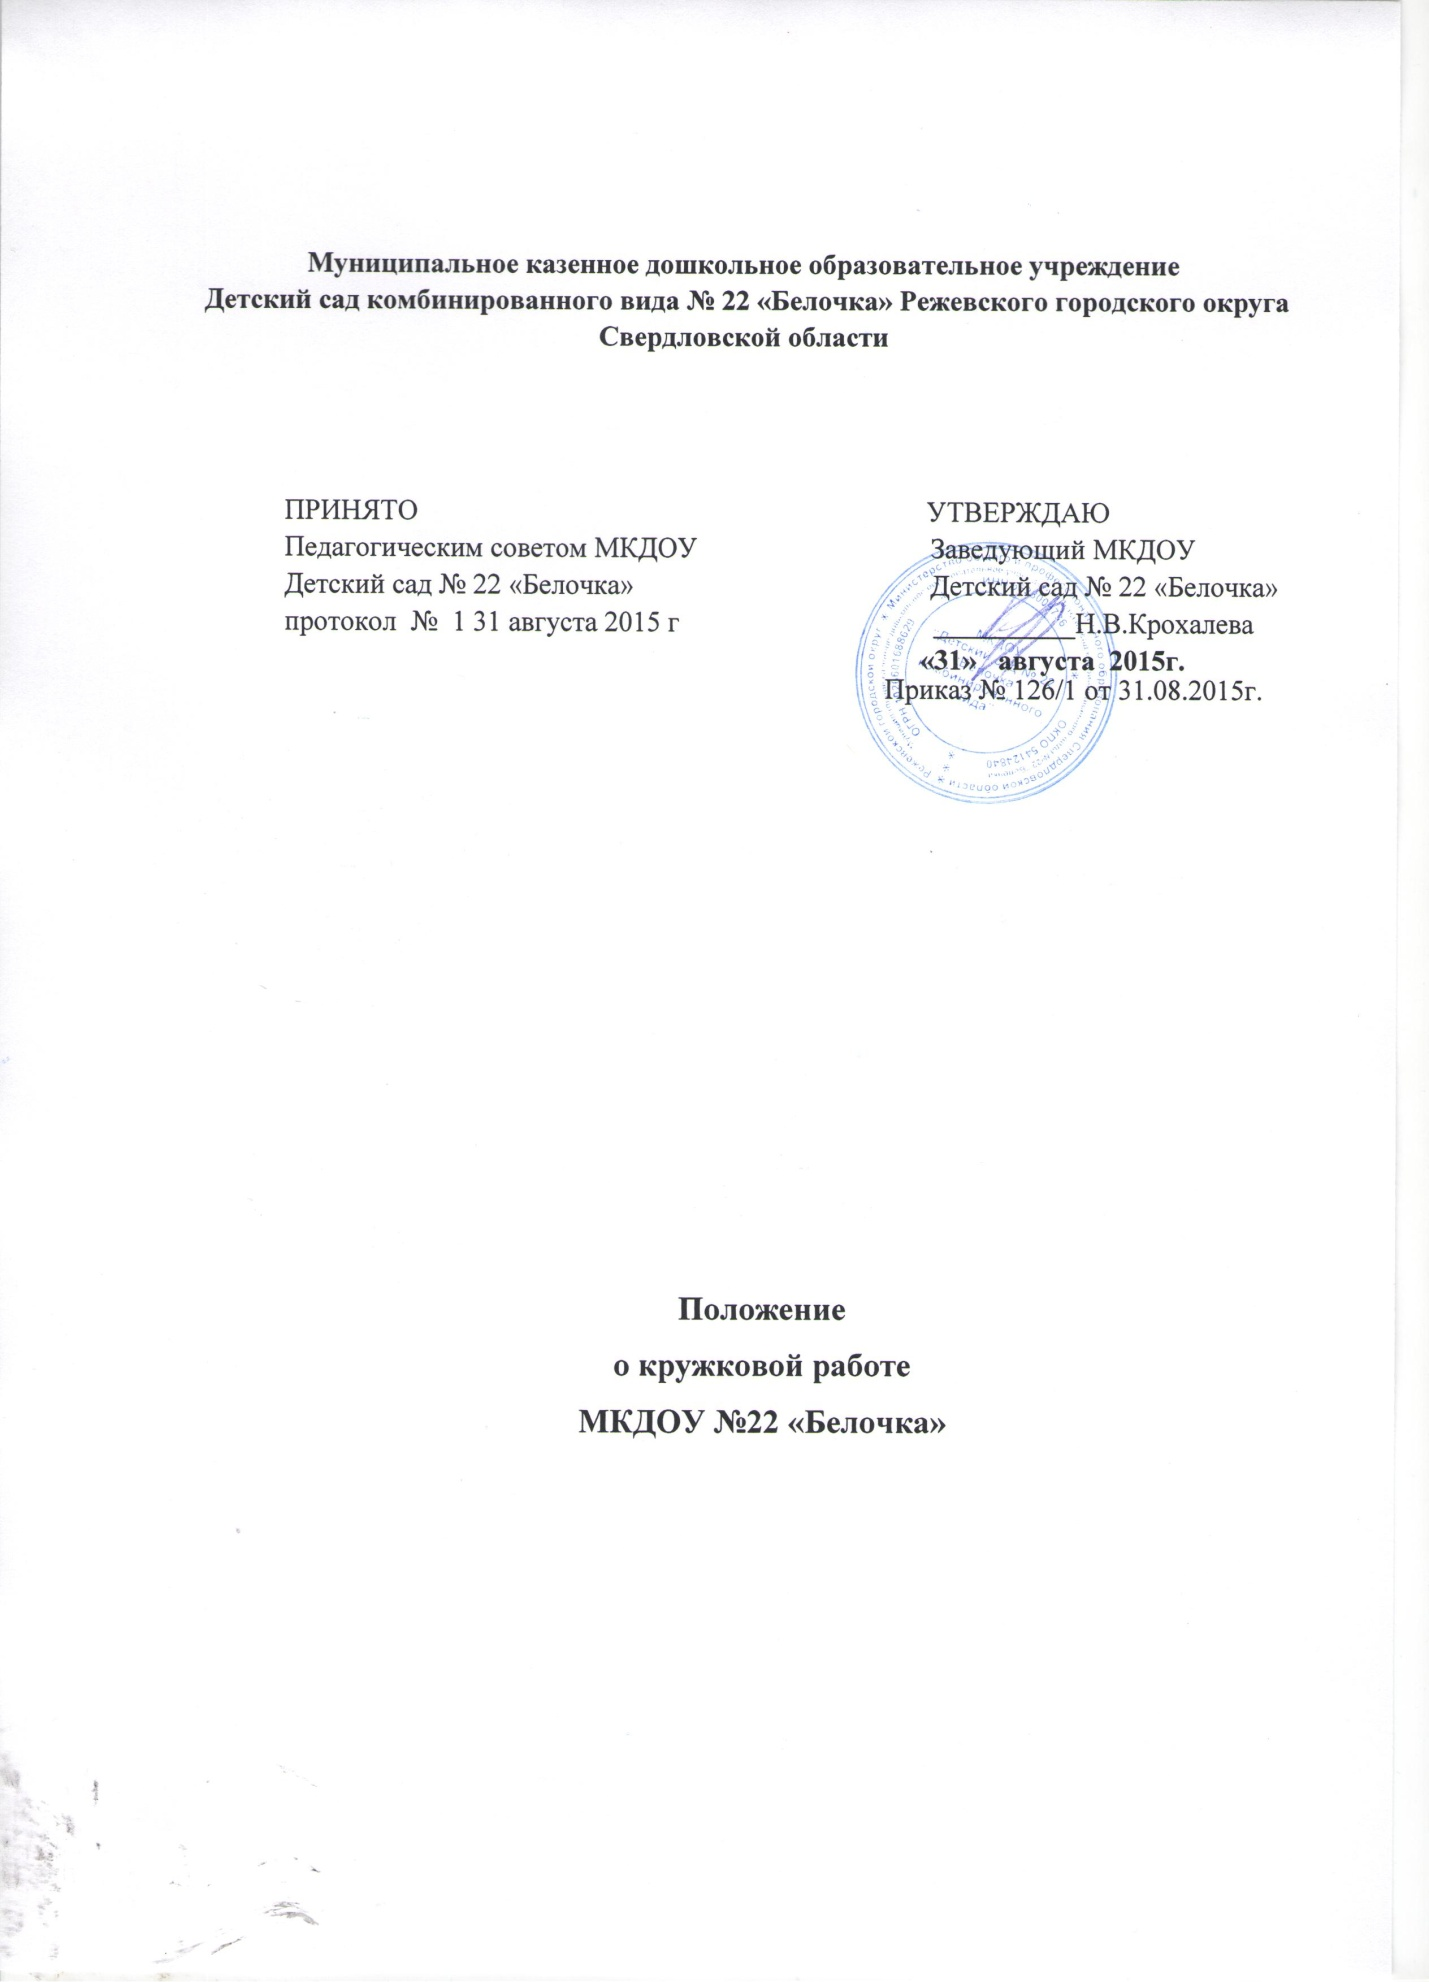 Муниципальное казенное дошкольное образовательное учреждение
Детский сад комбинированного вида № 22 «Белочка» Режевского городского округа
Свердловской области
ПРИНЯТО
Педагогическим советом МКДОУ
Детский сад № 22 «Белочка»
протокол № 1 31 августа 2015 г
УТВЕРЖДАЮ
Заведующий МКДОУ
Детский сад № 22 «Белочка»
__________Н.В.Крохалева
«31» августа 2015г.
Приказ № 126/1 от 31.08.2015г.
ОКПО 54124640
Положение
о кружковой работе
МКДОУ №22 «Белочка»